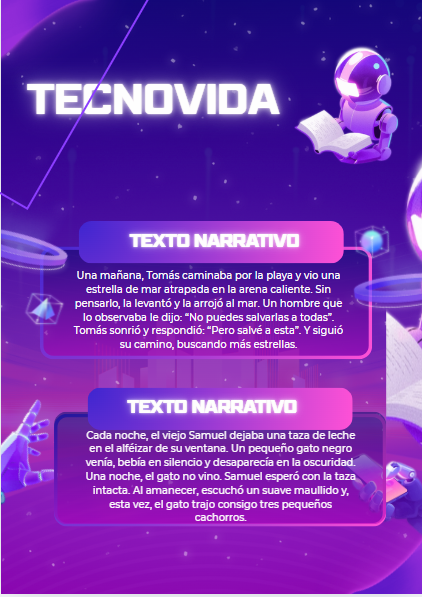 TECNOVIDA
TEXTO NARRATIVO
Una mañana, Tomás caminaba por la playa y vio una
estrella de mar atrapada en la arena caliente. Sin
pensarlo, la levantó y la arrojó al mar. Un hombre que
lo observaba le dijo: “No puedes salvarlas a todas”.
Tomás sonrió y respondió: “Pero salvé a esta”. Y siguió
su camino, buscando más estrellas.
TEXTO NARRATIVO
Cada noche, el viejo Samuel dejaba una taza de leche
en el alféizar de su ventana. Un pequeño gato negro
venía, bebía en silencio y desaparecía en la oscuridad.
Una noche, el gato no vino. Samuel esperó con la taza
intacta. Al amanecer, escuchó un suave maullido y,
esta vez, el gato trajo consigo tres pequeños
cachorros.